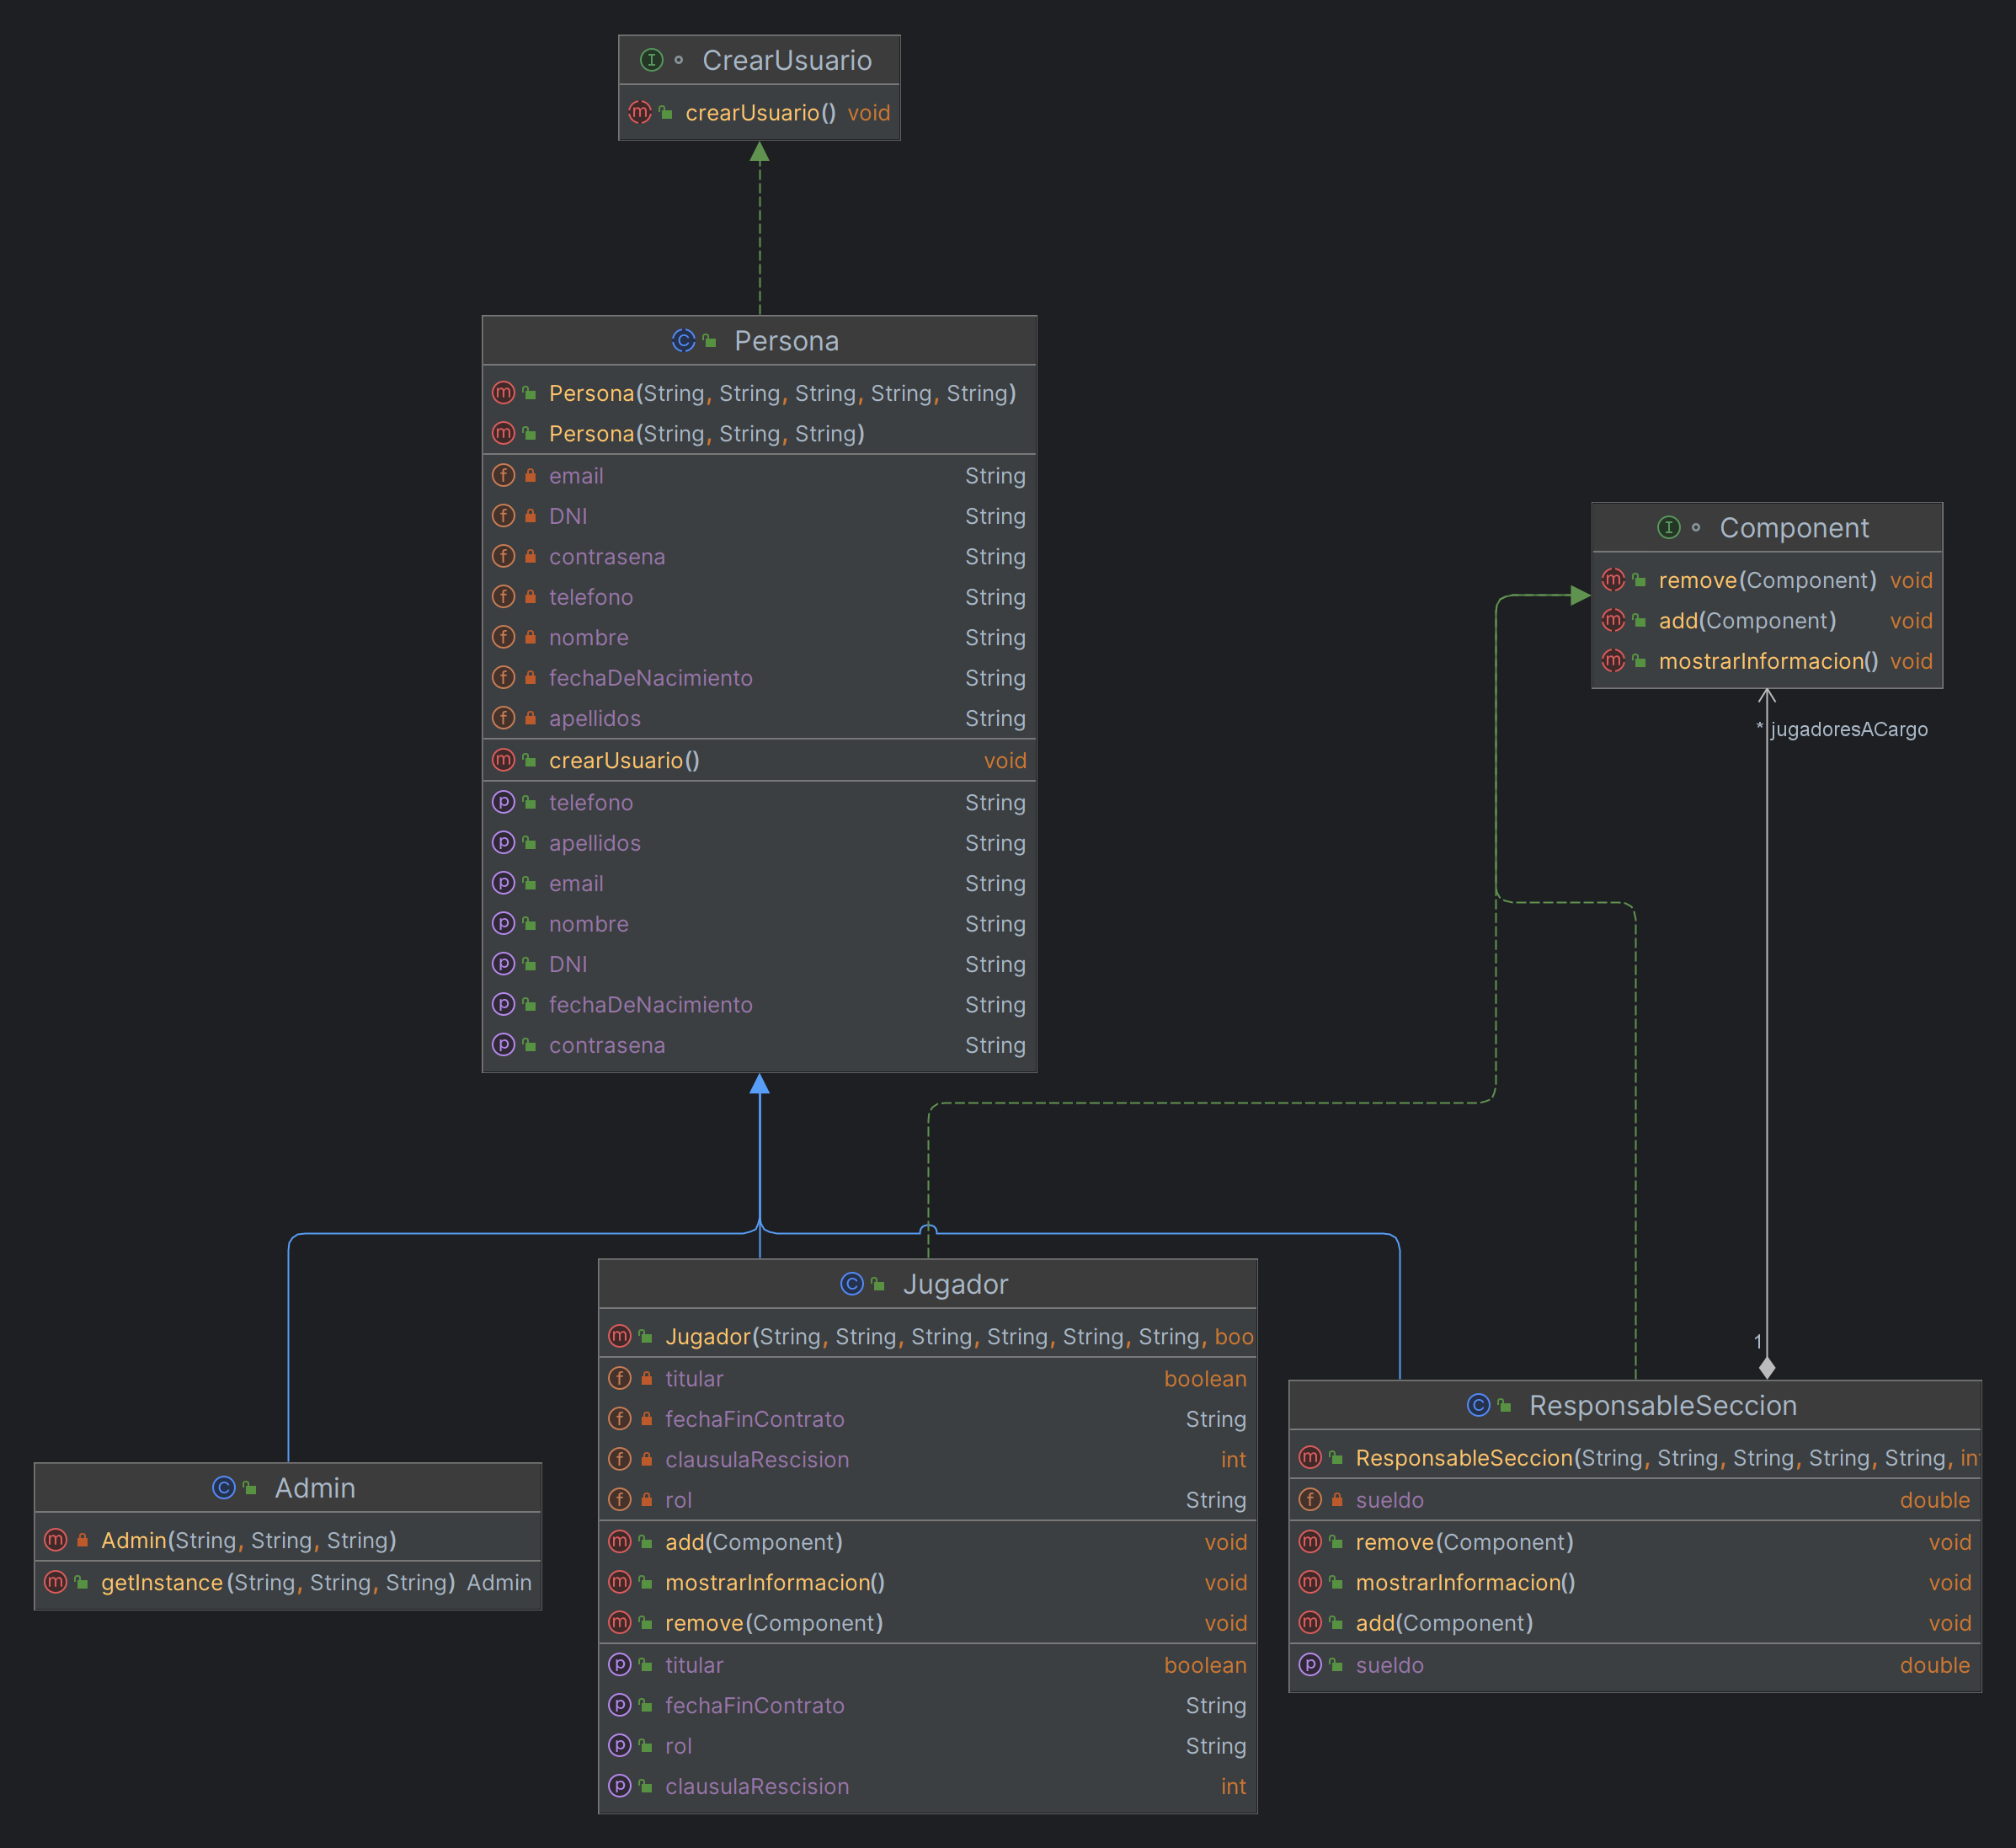 CrearUsuario
crearUsuario() void
Persona
Persona(String, String, String, String, String)
Persona(String, String, String)
email String
DNI String
contrasena String
telefono String
nombre String
fechaDeNacimiento String
apellidos String
crearUsuario() void
telefono String
apellidos String
email String
nombre String
DNI String
fechaDeNacimiento String
contrasena String
Component
remove(Component) void
add(Component) void
mostrarInformacion() void
* jugadoresACargo
1
Jugador
Jugador(String, String, String, String, String, String, boo
titular boolean
fechaFinContrato String
clausulaRescision int
rol String
add(Component) void
mostrarInformacion() void
remove(Component) void
titular boolean
fechaFinContrato String
rol String
clausulaRescision int
ResponsableSeccion
ResponsableSeccion(String, String, String, String, String, in
sueldo double
remove(Component) void
mostrarInformacion() void
add(Component) void
sueldo double
Admin
Admin(String, String, String)
getInstance(String, String, String) Admin